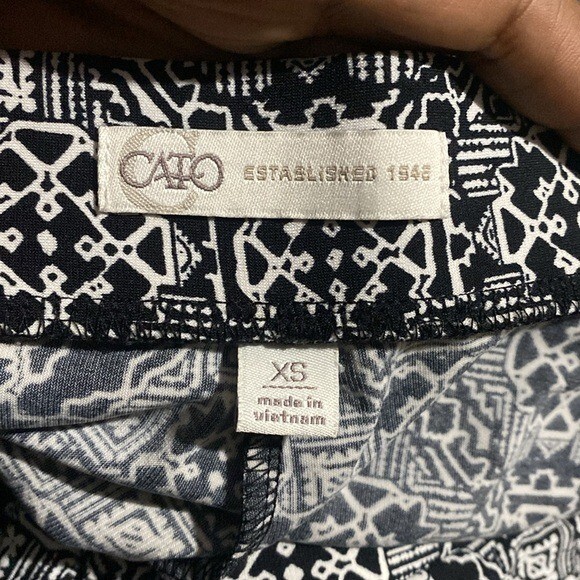 CATO ESTABLISHED 1946
XS
made in
vietnam